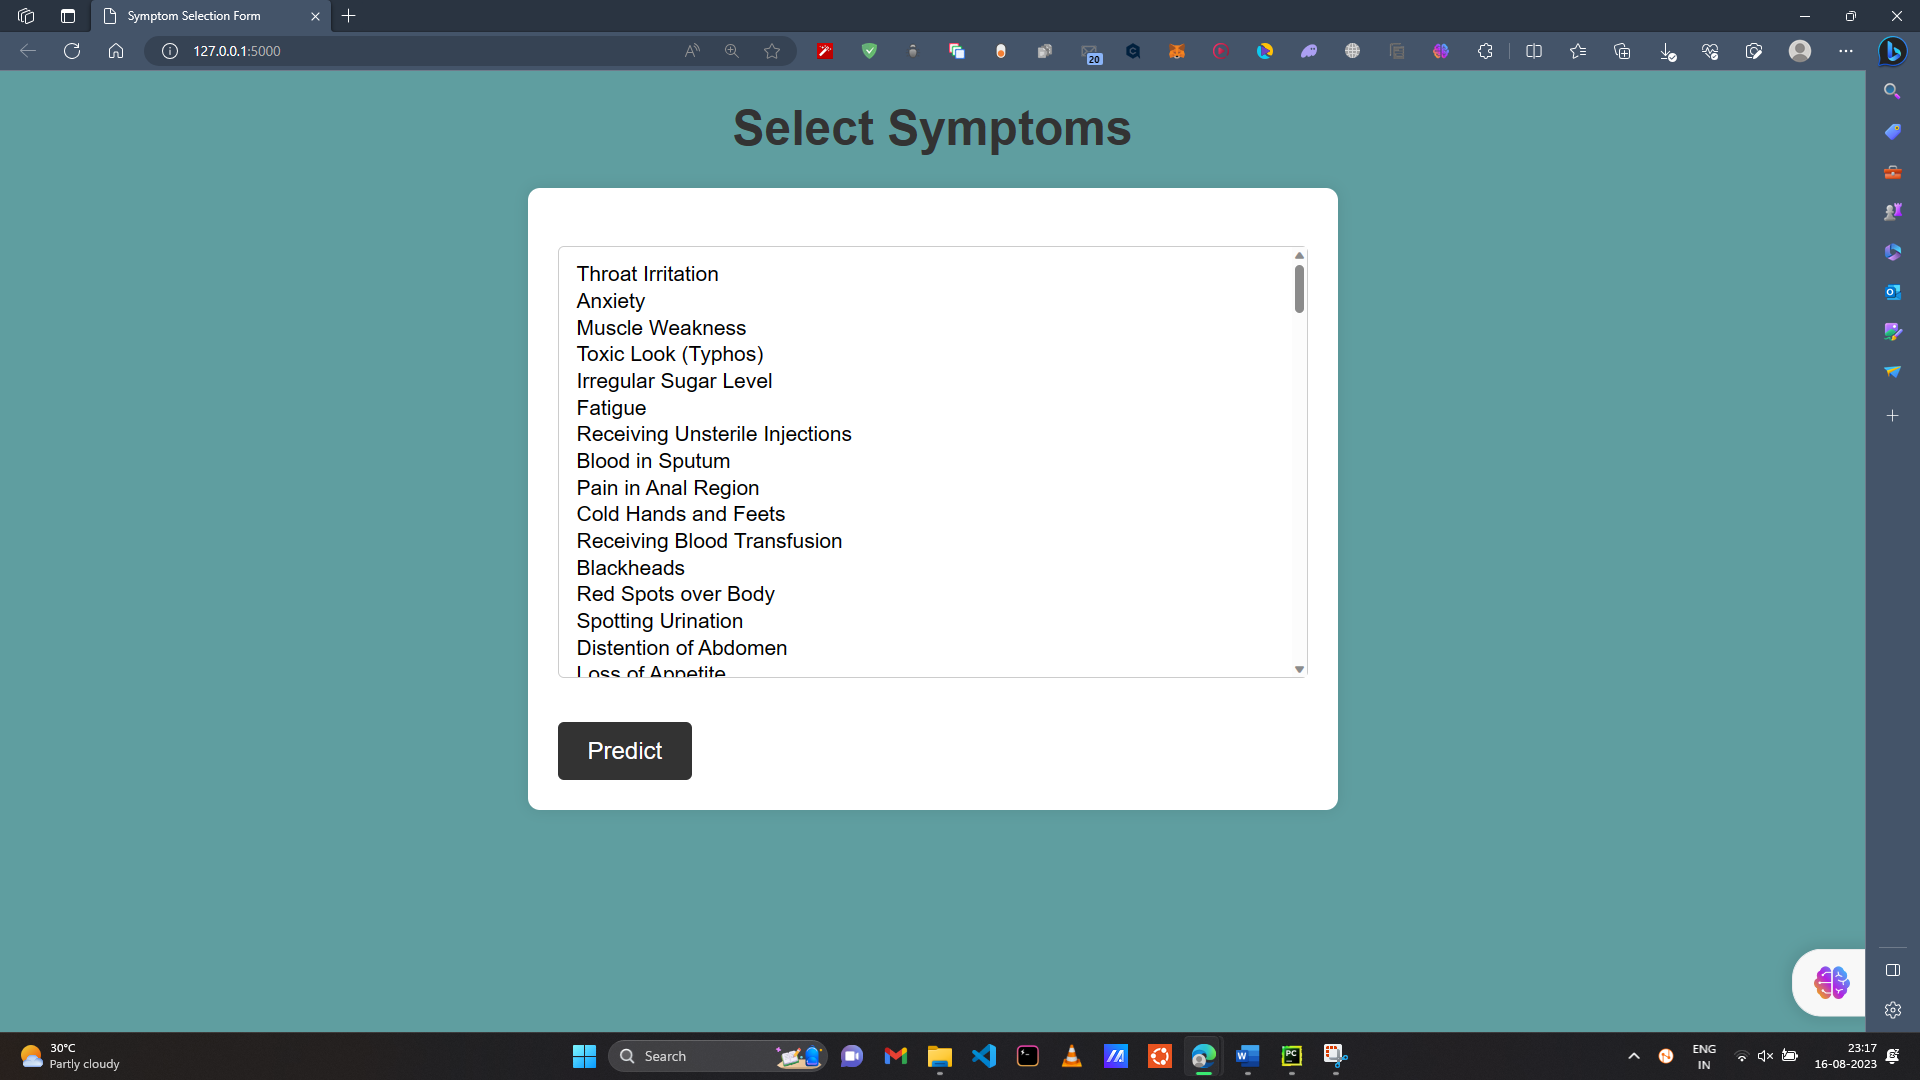 Symptom Selection Form
127.0.0.1:5000
20
Select Symptoms
Throat Irritation
Anxiety
Muscle Weakness
Toxic Look (Typhos)
Irregular Sugar Level
Fatigue
Receiving Unsterile Injections
Blood in Sputum
Pain in Anal Region
Cold Hands and Feets
Receiving Blood Transfusion
Blackheads
Red Spots over Body
Spotting Urination
Distention of Abdomen
Loss of Appetite
Predict
30°C
Partly cloudy
Search
ENG
IN
23:17
16-08-2023